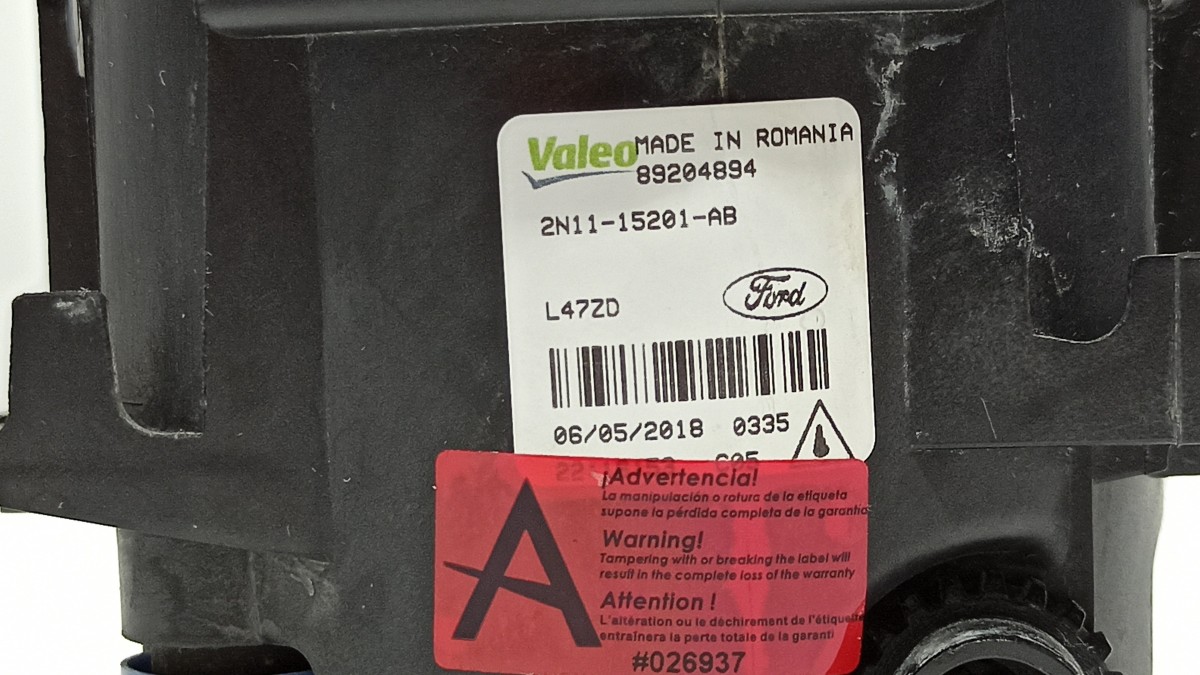 Valeo MADE IN ROMANIA
89204894
2N11-15201-AB
L47ZD
Ford
06/05/2018 0335
C05
¡Advertencia!
La manipulación o rotura de la etiqueta
supone la pérdida completa de la garantía
Warning!
Tampering with or breaking the label will
result in the complete loss of the warranty
Attention !
L'altération ou le déchirement de l'étiquette
entraînera la perte totale de la garanti
A
#026937